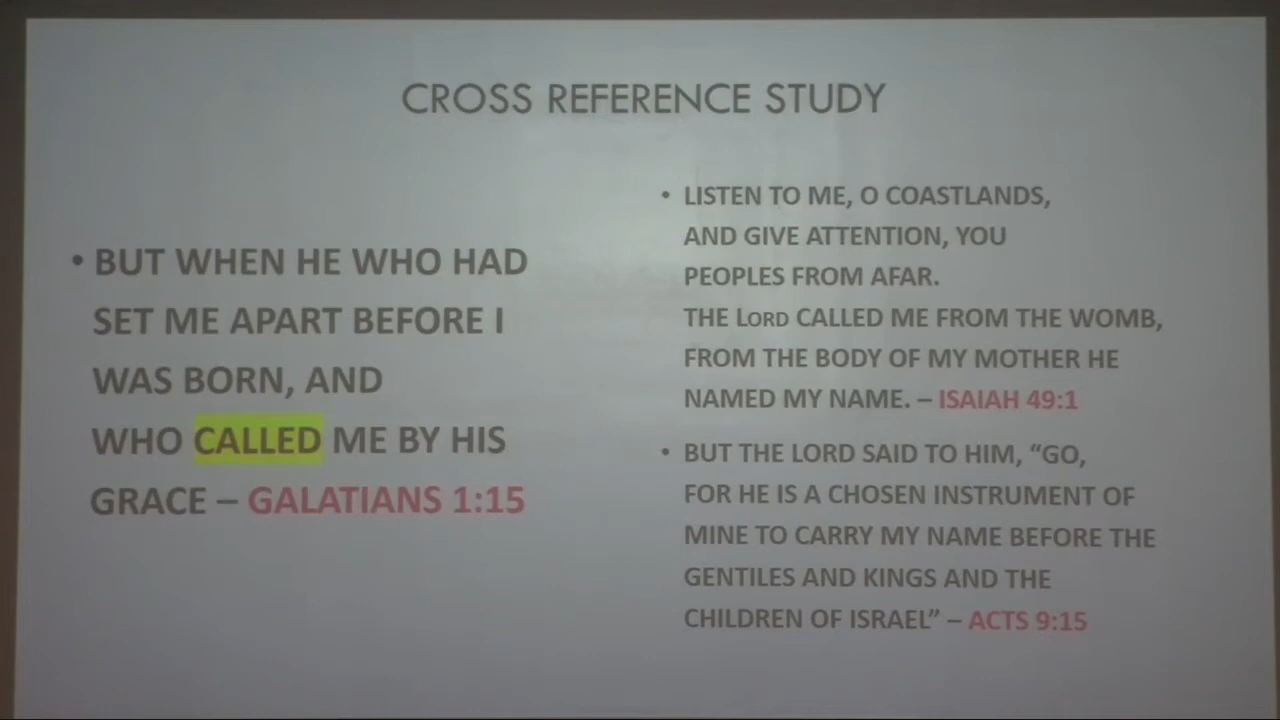 CROSS REFERENCE STUDY
• BUT WHEN HE WHO HAD
SET ME APART BEFORE I
WAS BORN, AND
WHO CALLED ME BY HIS
GRACE – GALATIANS 1:15
• LISTEN TO ME, O COASTLANDS,
AND GIVE ATTENTION, YOU
PEOPLES FROM AFAR.
THE LORD CALLED ME FROM THE WOMB,
FROM THE BODY OF MY MOTHER HE
NAMED MY NAME. – ISAIAH 49:1
• BUT THE LORD SAID TO HIM, “GO,
FOR HE IS A CHOSEN INSTRUMENT OF
MINE TO CARRY MY NAME BEFORE THE
GENTILES AND KINGS AND THE
CHILDREN OF ISRAEL” – ACTS 9:15